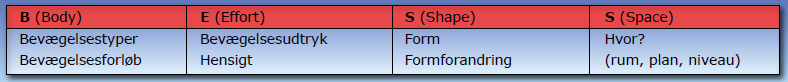 B (Body) E (Effort) S (Shape) S (Space)
Bevægelsestyper Bevægelsesudtryk Form Hvor?
Bevægelsesforløb Hensigt Formforandring (rum, plan, niveau)